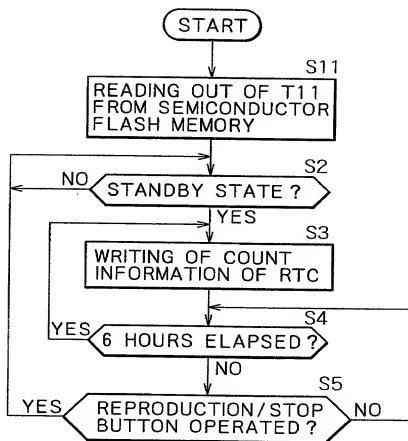 START
S11
READING OUT OF T11
FROM SEMICONDUCTOR
FLASH MEMORY
S2
NO
STANDBY STATE?
YES
S3
WRITING OF COUNT
INFORMATION OF RTC
S4
YES
6 HOURS ELAPSED?
NO
S5
YES
REPRODUCTION/STOP
BUTTON OPERATED?
NO